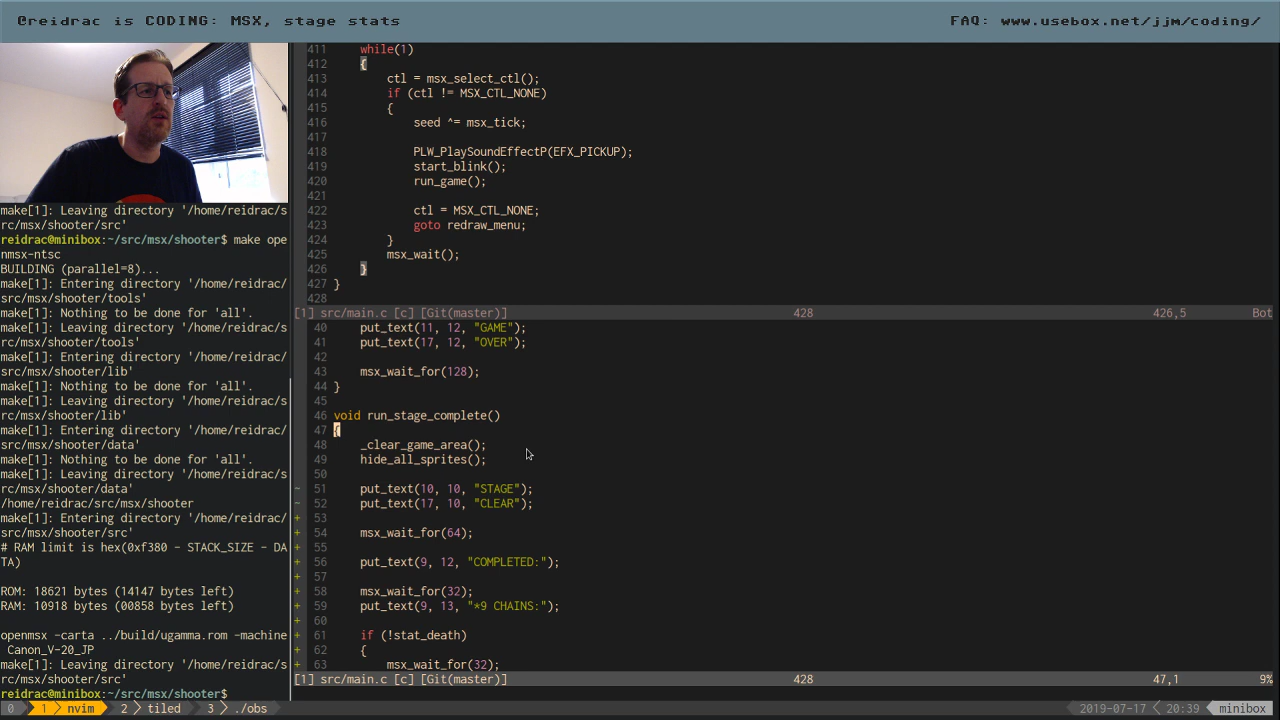 @reidrac is CODING: MSX, stage stats
FAQ: www.usebox.net/jjm/coding/
make[1]: Leaving directory '/home/reidrac/s
rc/msx/shooter/src'
reidrac@minibox:~/src/msx/shooter$ make ope
nmsx-ntsc
BUILDING (parallel=8)...
make[1]: Entering directory '/home/reidrac/
src/msx/shooter/tools'
make[1]: Nothing to be done for 'all'.
make[1]: Leaving directory '/home/reidrac/s
rc/msx/shooter/tools'
make[1]: Entering directory '/home/reidrac/
src/msx/shooter/lib'
make[1]: Nothing to be done for 'all'.
make[1]: Leaving directory '/home/reidrac/s
rc/msx/shooter/lib'
make[1]: Entering directory '/home/reidrac/
src/msx/shooter/data'
make[1]: Nothing to be done for 'all'.
make[1]: Leaving directory '/home/reidrac/s
rc/msx/shooter/data'
/home/reidrac/src/msx/shooter
make[1]: Entering directory '/home/reidrac/
src/msx/shooter/src'
# RAM limit is hex(0xf380 - STACK_SIZE - DA
TA)
ROM: 18621 bytes (14147 bytes left)
RAM: 10918 bytes (00858 bytes left)
openmsx -carta ../build/ugamma.rom -machine
Canon_V-20_JP
make[1]: Leaving directory '/home/reidrac/s
rc/msx/shooter/src'
reidrac@minibox:~/src/msx/shooter$
411 while(1)
412 {
413 ctl = msx_select_ctl();
414 if (ctl != MSX_CTL_NONE)
415 {
416 seed ^= msx_tick;
417
418 PLW_PlaySoundEffectP(EFX_PICKUP);
419 start_blink();
420 run_game();
421
422 ctl = MSX_CTL_NONE;
423 goto redraw_menu;
424 }
425 msx_wait();
426 }
427 }
428
[1] src/main.c [c] [Git(master)] 428 426,5 Bot
40 put_text(11, 12, "GAME");
41 put_text(17, 12, "OVER");
42
43 msx_wait_for(128);
44 }
45
46 void run_stage_complete()
47 {
48 _clear_game_area();
49 hide_all_sprites();
50
~ 51 put_text(10, 10, "STAGE");
~ 52 put_text(17, 10, "CLEAR");
+ 53
+ 54 msx_wait_for(64);
+ 55
+ 56 put_text(9, 12, "COMPLETED:");
+ 57
+ 58 msx_wait_for(32);
+ 59 put_text(9, 13, "*9 CHAINS:");
+ 60
+ 61 if (!stat_death)
+ 62 {
+ 63 msx_wait_for(32);
[1] src/main.c [c] [Git(master)] 428 47,1 9%
0 1 nvim 2 tiled 3 ./obs 2019-07-17 20:39 minibox